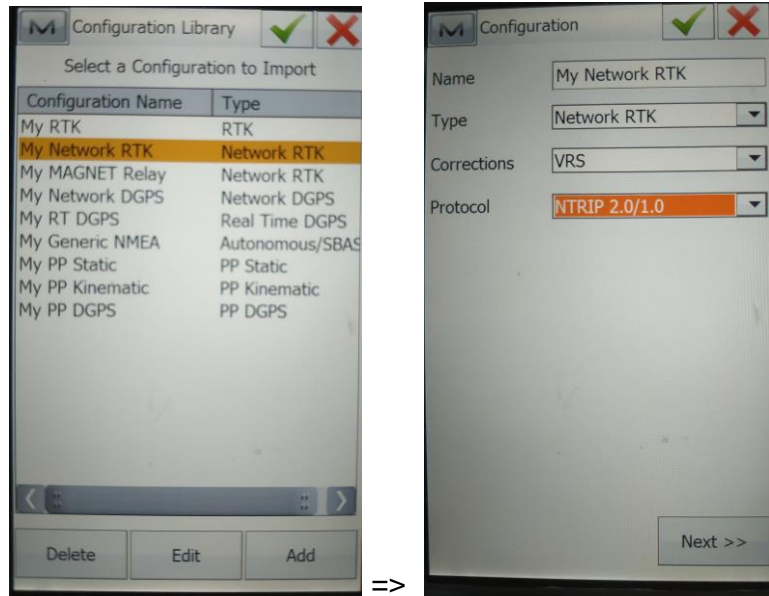 Configuration Library
Select a Configuration to Import
Configuration Name Type
My RTK RTK
My Network RTK Network RTK
My MAGNET Relay Network RTK
My Network DGPS Network DGPS
My RT DGPS Real Time DGPS
My Generic NMEA Autonomous/SBAS
My PP Static PP Static
My PP Kinematic PP Kinematic
My PP DGPS PP DGPS
Delete Edit Add
=>
Configuration
Name My Network RTK
Type Network RTK
Corrections VRS
Protocol NTRIP 2.0/1.0
Next >>